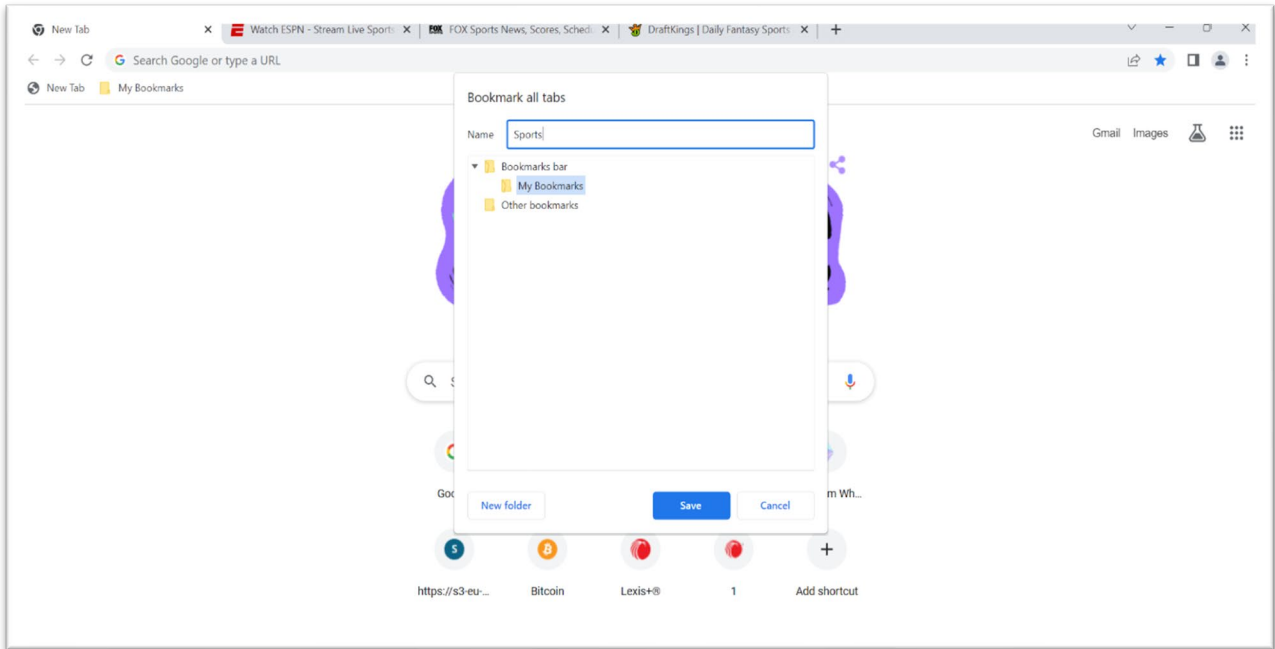 New Tab
Watch ESPN - Stream Live Sports
FOX
FOX Sports News, Scores, Schedu
DraftKings | Daily Fantasy Sports
Search Google or type a URL
New Tab
My Bookmarks
Bookmark all tabs
Name
Sports
Bookmarks bar
My Bookmarks
Other bookmarks
Gmail
Images
New folder
Save
Cancel
Goo
m Wh...
S
https://s3-eu-...
Bitcoin
Lexis+®
1
Add shortcut